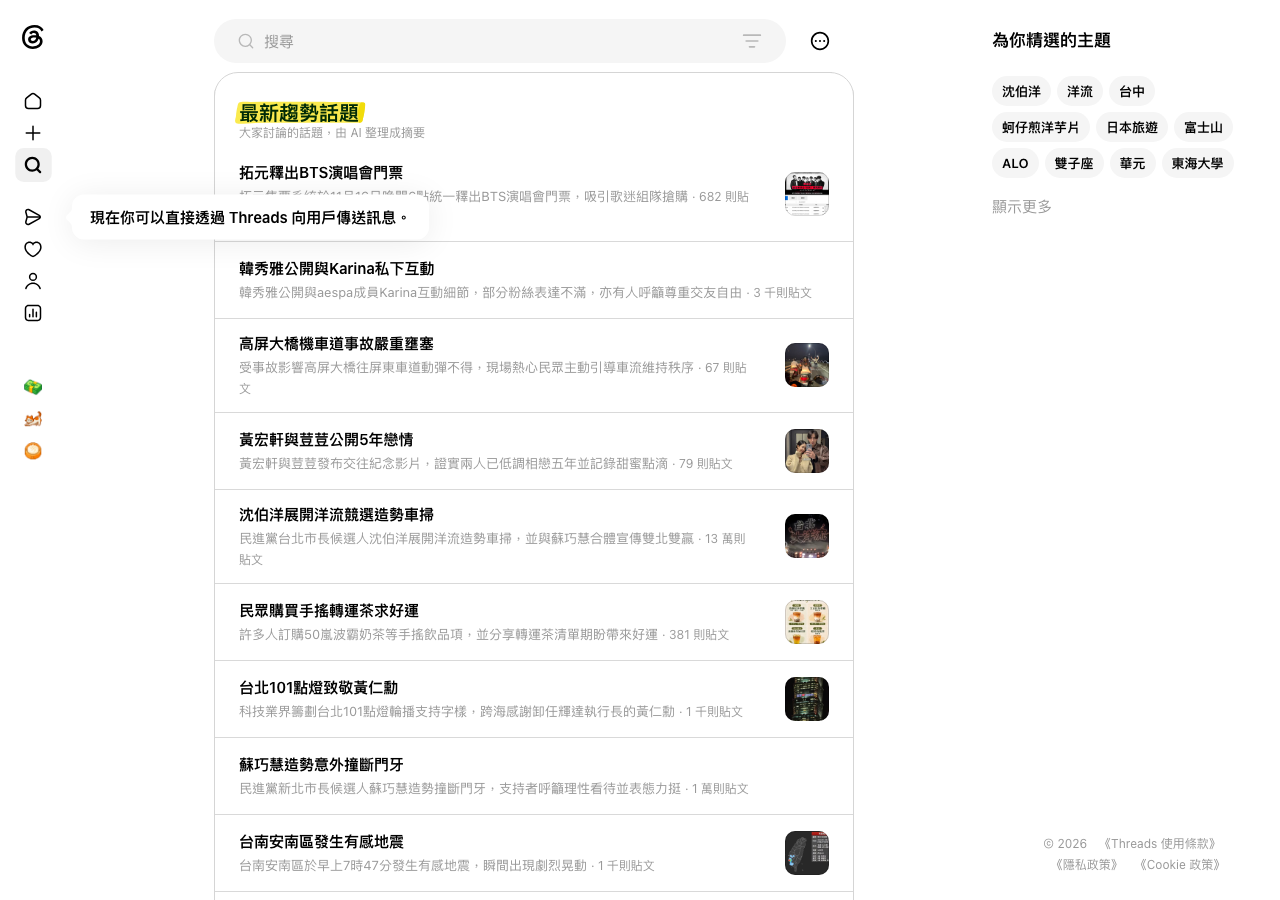 搜尋
最新趨勢話題
大家討論的話題，由 AI 整理成摘要
拓元釋出BTS演唱會門票
統一釋出BTS演唱會門票，吸引歌迷組隊搶購 · 682 則貼
現在你可以直接透過 Threads 向用戶傳送訊息。
韓秀雅公開與Karina私下互動
韓秀雅公開與aespa成員Karina互動細節，部分粉絲表達不滿，亦有人呼籲尊重交友自由 · 3 千則貼文
高屏大橋機車道事故嚴重壅塞
受事故影響高屏大橋往屏東車道動彈不得，現場熱心民眾主動引導車流維持秩序 · 67 則貼
文
黃宏軒與荳荳公開5年戀情
黃宏軒與荳荳發布交往紀念影片，證實兩人已低調相戀五年並記錄甜蜜點滴 · 79 則貼文
沈伯洋展開洋流競選造勢車掃
民進黨台北市長候選人沈伯洋展開洋流造勢車掃，並與蘇巧慧合體宣傳雙北雙贏 · 13 萬則
貼文
民眾購買手搖轉運茶求好運
許多人訂購50嵐波霸奶茶等手搖飲品項，並分享轉運茶清單期盼帶來好運 · 381 則貼文
台北101點燈致敬黃仁勳
科技業界籌劃台北101點燈輪播支持字樣，跨海感謝卸任輝達執行長的黃仁勳 · 1 千則貼文
蘇巧慧造勢意外撞斷門牙
民進黨新北市長候選人蘇巧慧造勢撞斷門牙，支持者呼籲理性看待並表態力挺 · 1 萬則貼文
台南安南區發生有感地震
台南安南區於早上7時47分發生有感地震，瞬間出現劇烈晃動 · 1 千則貼文
為你精選的主題
沈伯洋 洋流 台中
蚵仔煎洋芋片 日本旅遊 富士山
ALO 雙子座 華元 東海大學
顯示更多
© 2026 《Threads 使用條款》
《隱私政策》 《Cookie 政策》